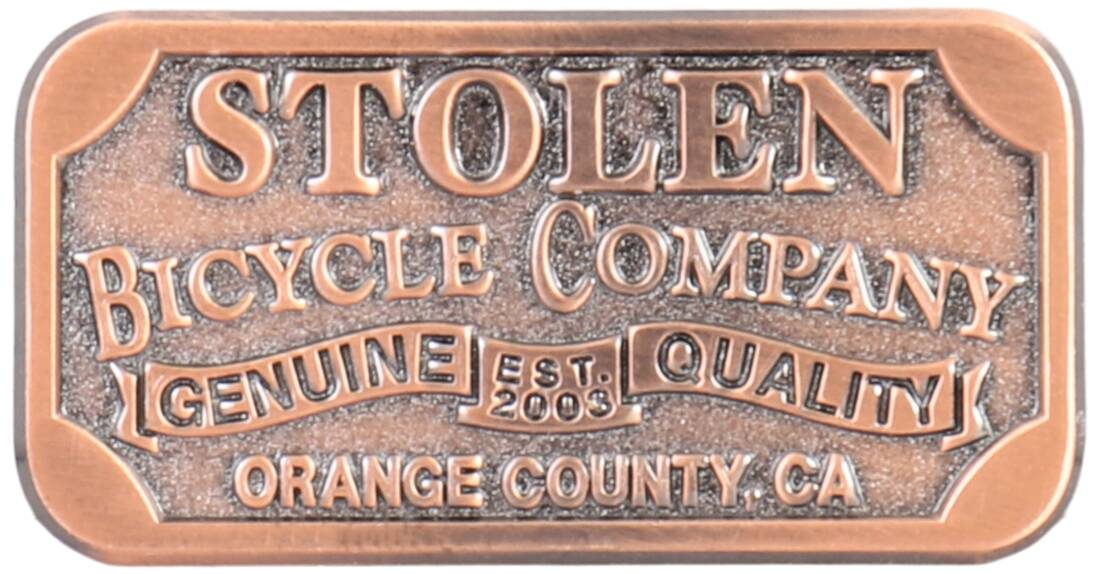 STOLEN
BICYCLE COMPANY
GENUINE EST. 2003 QUALITY
ORANGE COUNTY, CA